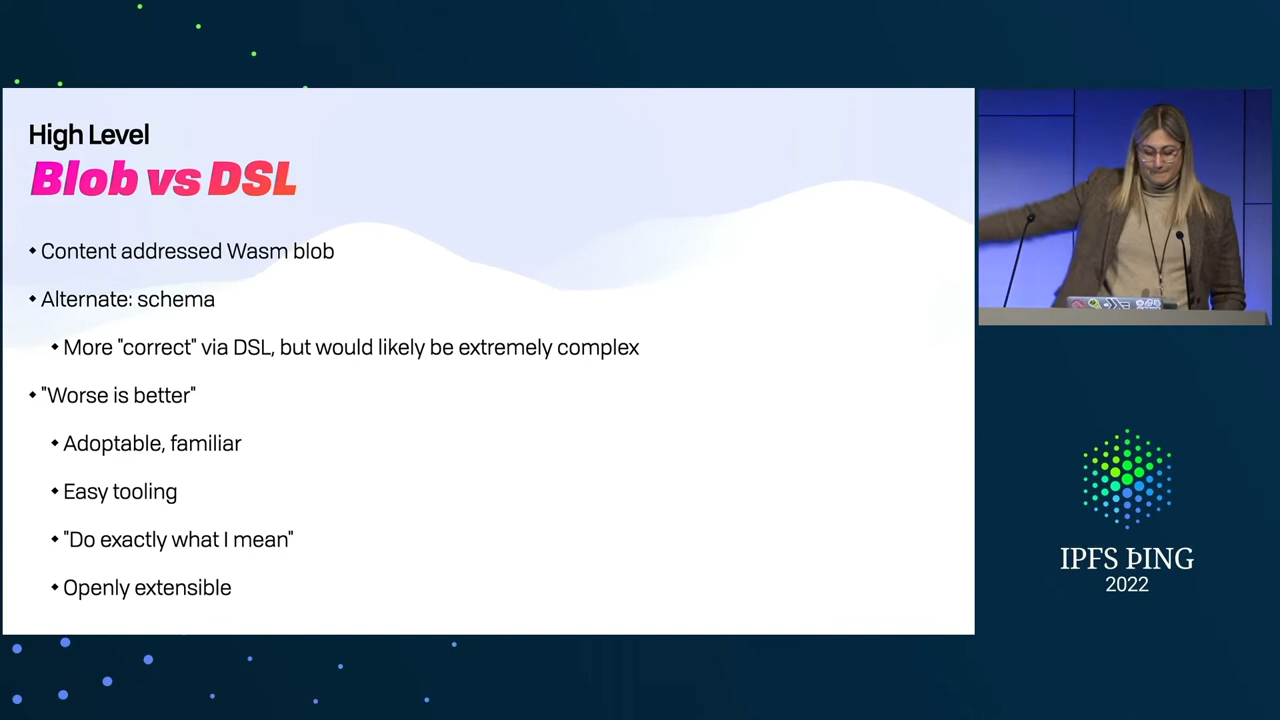 High Level
Blob vs DSL
• Content addressed Wasm blob
• Alternate: schema
• More "correct" via DSL, but would likely be extremely complex
• "Worse is better"
• Adoptable, familiar
• Easy tooling
• "Do exactly what I mean"
• Openly extensible
IPFS ÞING
2022